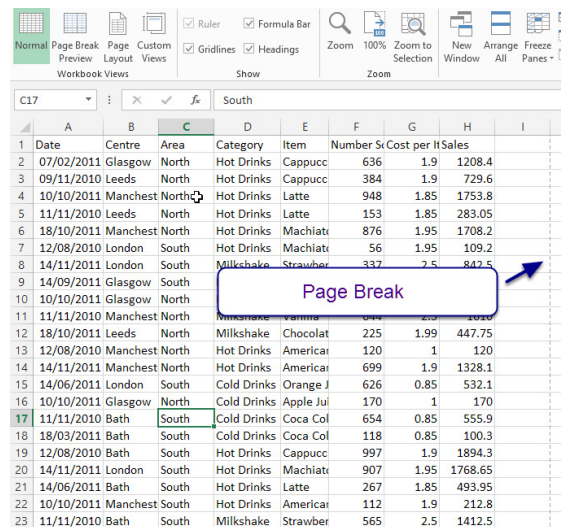 Normal Page Break Preview Page Layout Custom Views
Workbook Views
Ruler Formula Bar
Gridlines Headings
Show
Zoom 100% Zoom to Selection
Zoom
New Window Arrange All Freeze Panes
C17 fx South
A B C D E F G H I
1 Date Centre Area Category Item Number S Cost per It Sales
2 07/02/2011 Glasgow North Hot Drinks Cappucc 636 1.9 1208.4
3 09/11/2010 Leeds North Hot Drinks Cappucc 384 1.9 729.6
4 10/10/2011 Manchest North Hot Drinks Latte 948 1.85 1753.8
5 11/11/2010 Leeds North Hot Drinks Latte 153 1.85 283.05
6 18/10/2011 Manchest North Hot Drinks Machiato 876 1.95 1708.2
7 12/08/2010 London South Hot Drinks Machiato 56 1.95 109.2
8 14/11/2010 London South Milkshake Strawber 337 2.5 842.5
9 14/09/2011 Glasgow South
Page Break
10 10/10/2011 Glasgow North
11 11/11/2010 Manchest North
12 18/10/2011 Leeds North Milkshake Chocolat 225 1.99 447.75
13 12/08/2010 Manchest North Hot Drinks American 120 1 120
14 14/11/2010 Manchest North Hot Drinks American 699 1.9 1328.1
15 14/06/2011 London South Cold Drinks Orange J 626 0.85 532.1
16 10/10/2011 Glasgow North Cold Drinks Apple Jui 170 1 170
17 11/11/2010 Bath South Cold Drinks Coca Col 654 0.85 555.9
18 18/03/2011 Bath South Cold Drinks Coca Col 118 0.85 100.3
19 12/08/2010 Bath South Hot Drinks Cappucc 997 1.9 1894.3
20 14/11/2010 London South Hot Drinks Machiato 907 1.95 1768.65
21 14/06/2011 Bath South Hot Drinks Latte 267 1.85 493.95
22 10/10/2011 Manchest South Hot Drinks American 112 1.9 212.8
23 11/11/2010 Bath South Milkshake Strawber 565 2.5 1412.5